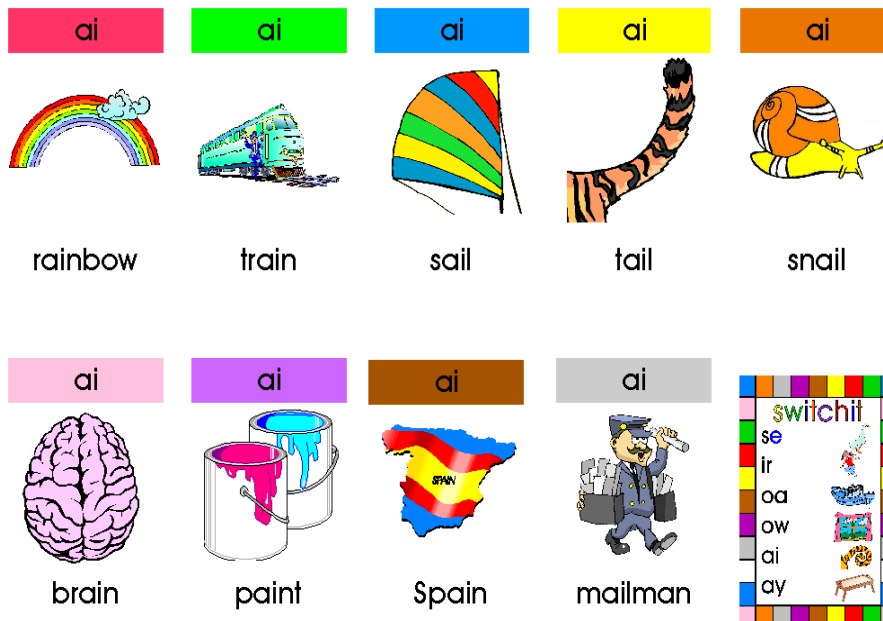 ai ai ai ai ai
rainbow train sail tail snail
ai ai ai ai
SPAIN
brain paint Spain mailman
switchit
se
ir
oa
ow
ai
ay